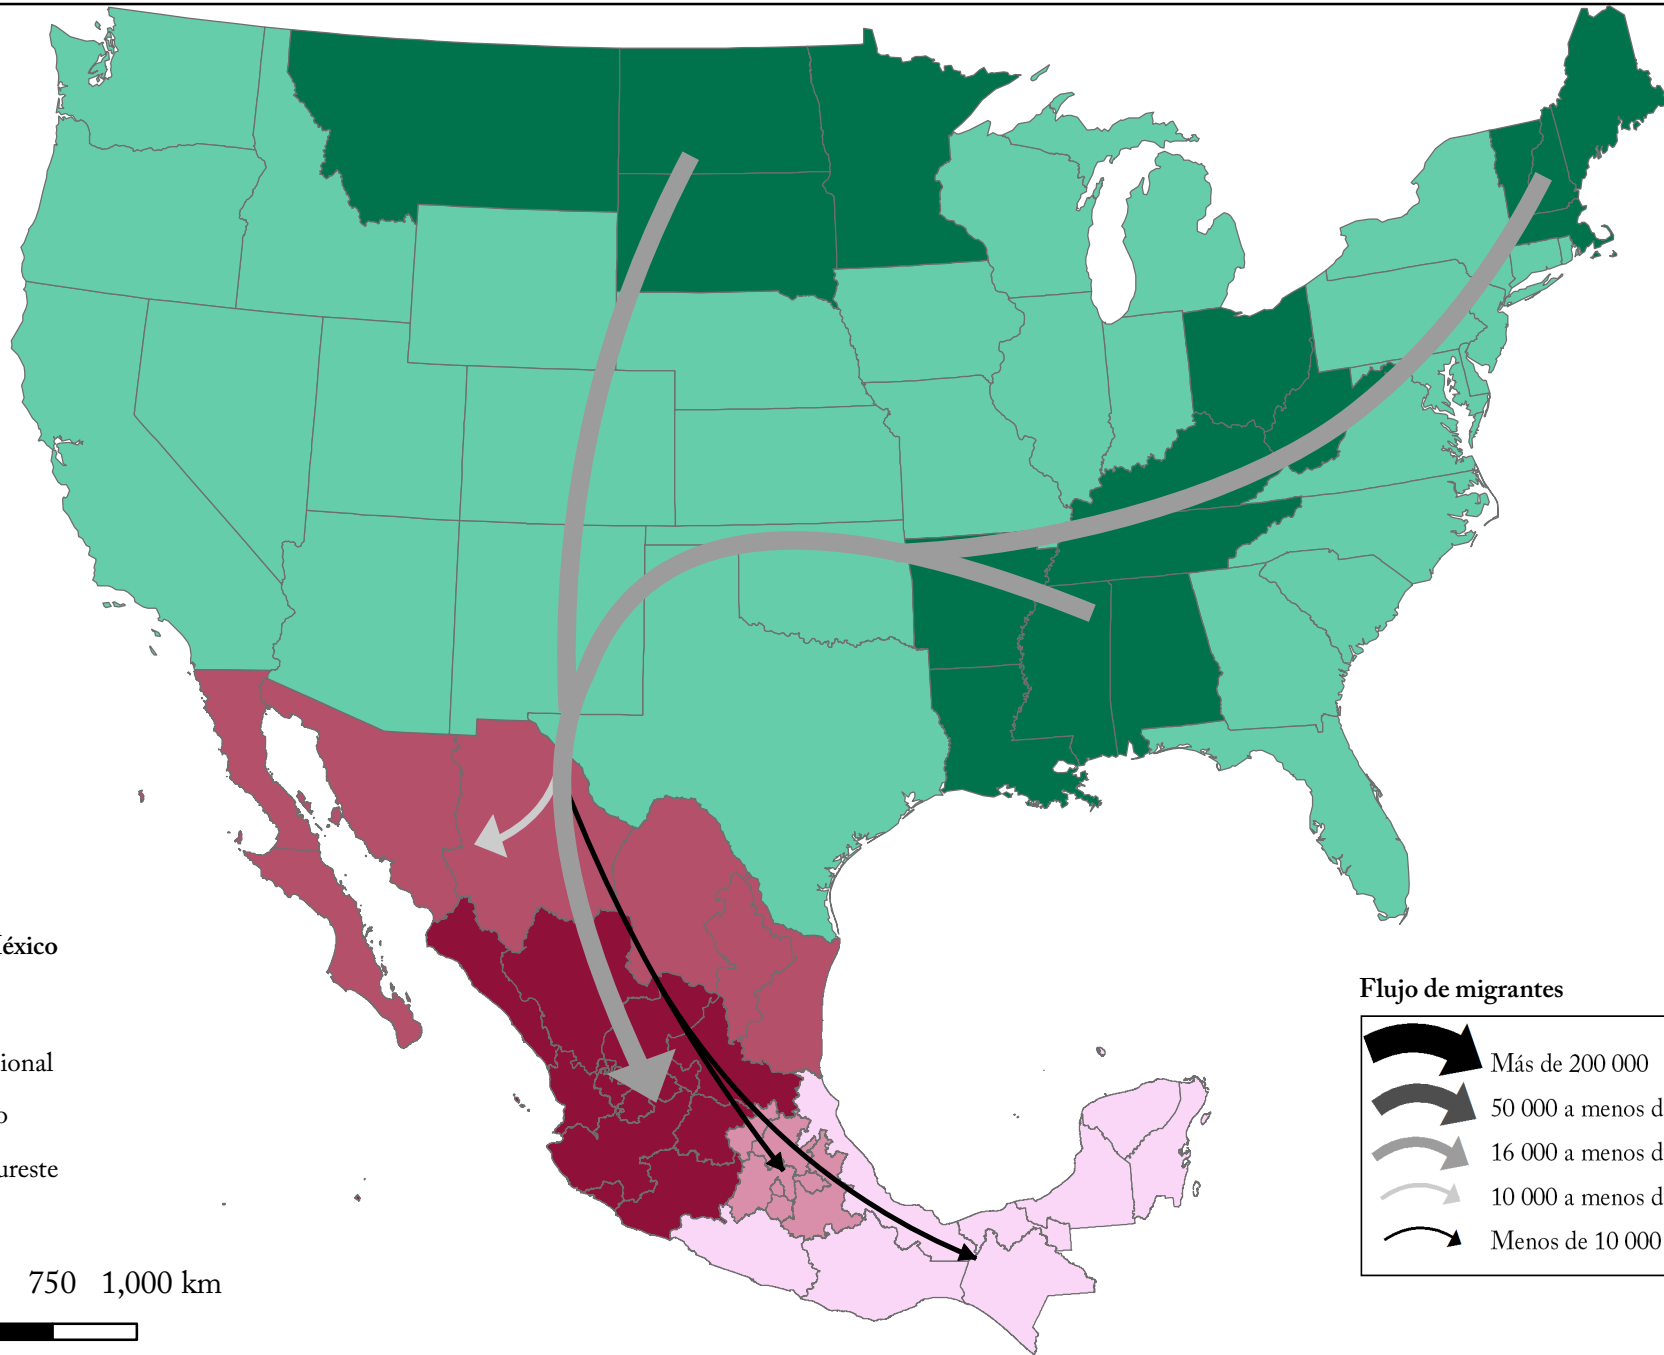 éxico
ional
o
ureste
750 1,000 km
Flujo de migrantes
Más de 200 000
50 000 a menos d
16 000 a menos d
10 000 a menos d
Menos de 10 000